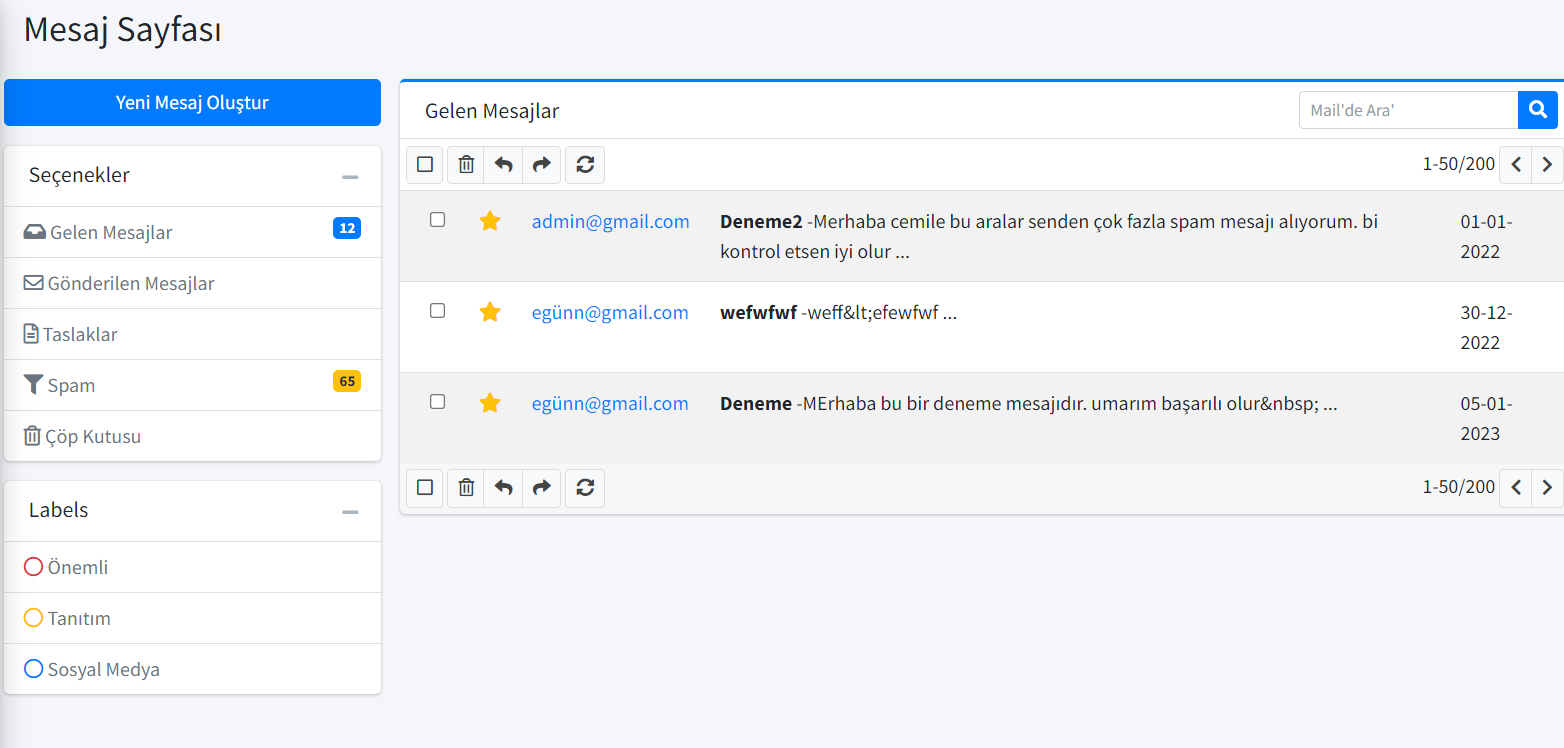 Mesaj Sayfası
Yeni Mesaj Oluştur
Seçenekler
Gelen Mesajlar 12
Gönderilen Mesajlar
Taslaklar
Spam 65
Çöp Kutusu
Labels
Önemli
Tanıtım
Sosyal Medya
Gelen Mesajlar
Mail'de Ara'
1-50/200
admin@gmail.com
Deneme2 -Merhaba cemile bu aralar senden çok fazla spam mesajı alıyorum. bi
kontrol etsen iyi olur ...
01-01-
2022
egünn@gmail.com
wefwfwf -weff&lt;efewfwf ...
30-12-
2022
egünn@gmail.com
Deneme -MErhaba bu bir deneme mesajıdır. umarım başarılı olur&nbsp; ...
05-01-
2023
1-50/200